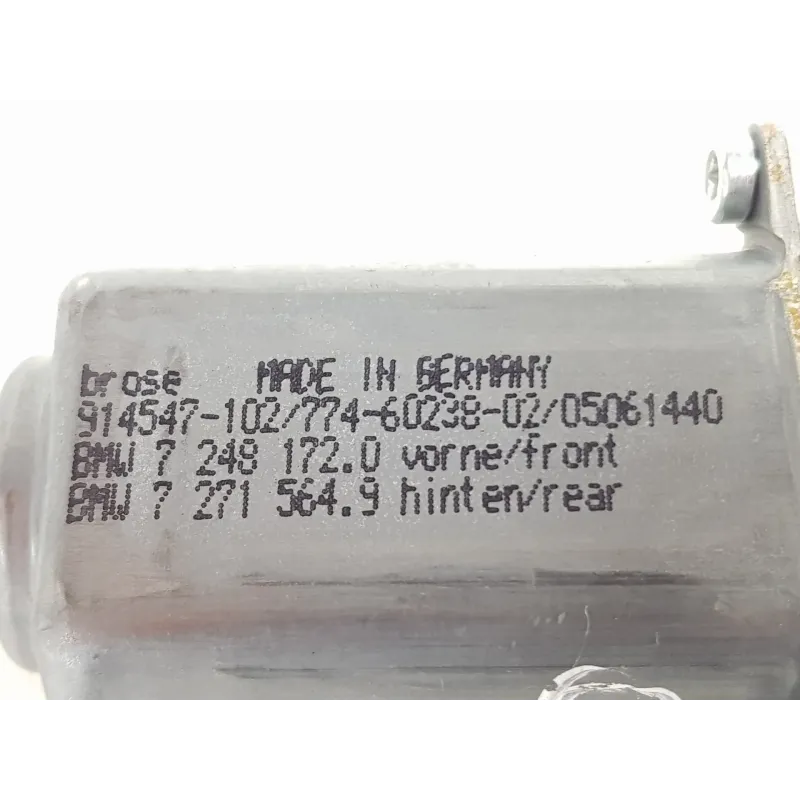 brose MADE IN GERMANY
914547-102/774-60238-02/05061440
BMW 7 248 172.0 vorne/front
BMW 7 271 564.9 hinten/rear